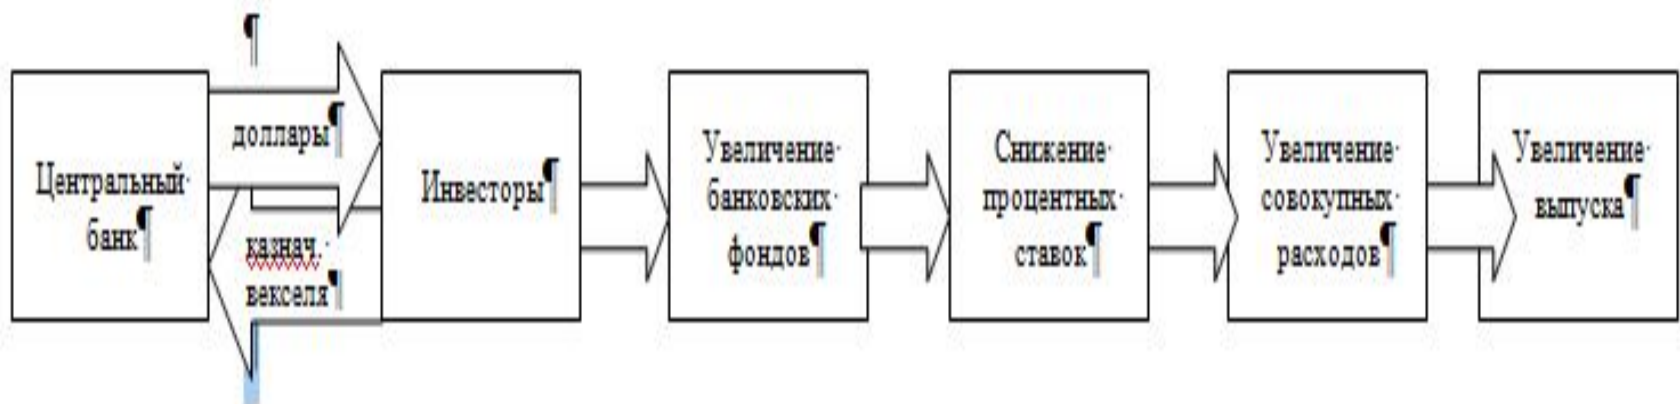 ¶
Центральный·
банк¶
доллары¶
казнач.·
векселя¶
Инвесторы¶
Увеличение·
банковских·
фондов¶
Снижение·
процентных·
ставок¶
Увеличение·
совокупных·
расходов¶
Увеличение·
выпуска¶